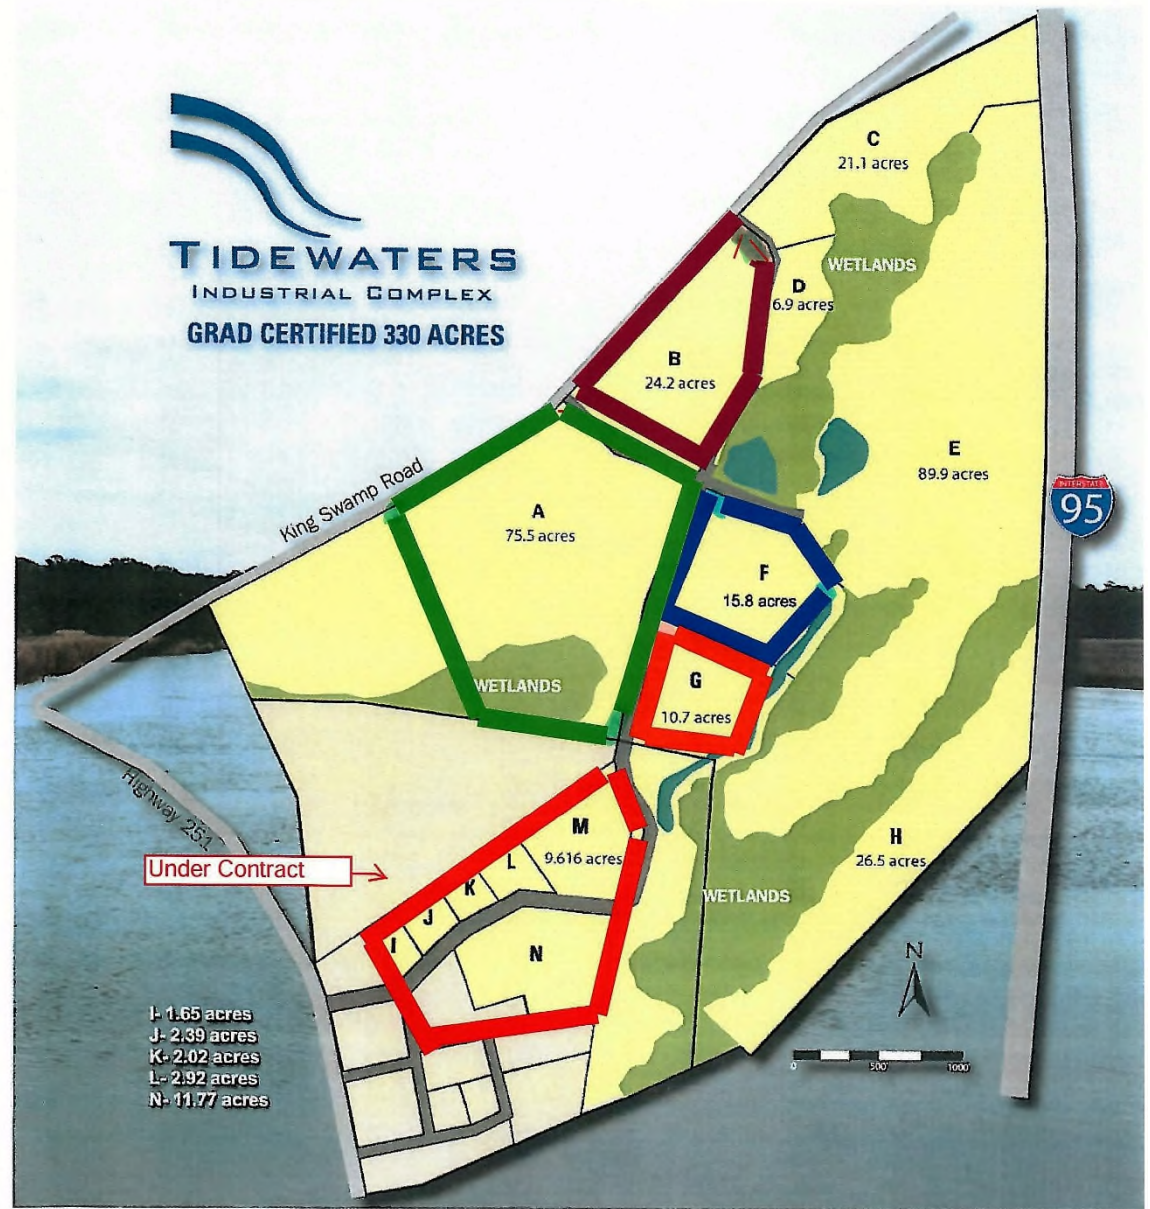 TIDEWATERS
INDUSTRIAL COMPLEX
GRAD CERTIFIED 330 ACRES
C
21.1 acres
WETLANDS
D
6.9 acres
B
24.2 acres
E
89.9 acres
King Swamp Road
INTERSTATE
95
A
75.5 acres
F
15.8 acres
WETLANDS
G
10.7 acres
Highway 251
Under Contract
M
9.616 acres
L
K
J
I
N
H
26.5 acres
WETLANDS
N
I- 1.65 acres
J- 2.39 acres
K- 2.02 acres
L- 2.92 acres
N- 11.77 acres
0 500' 1000'